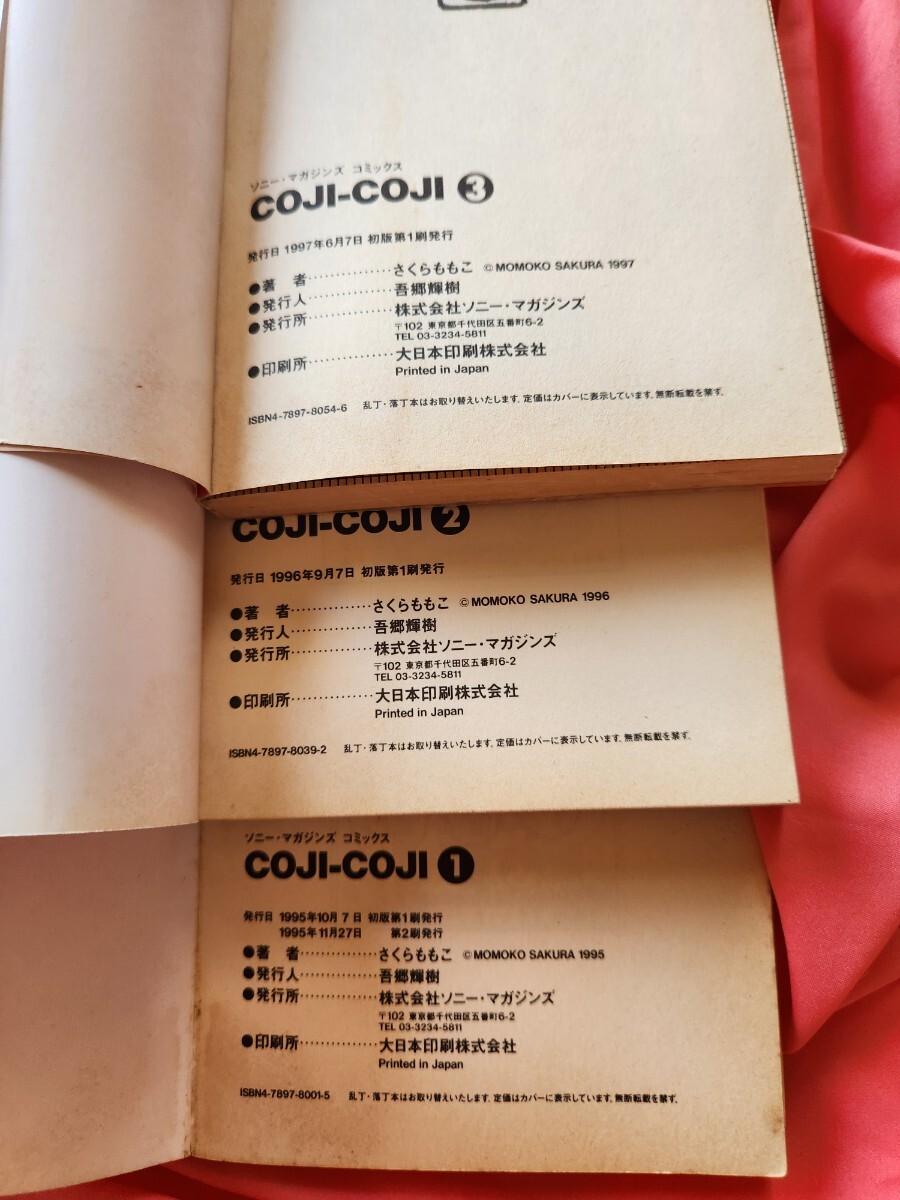 ソニー・マガジンズ コミックス
COJI-COJI 3
発行日 1997年6月7日 初版第1刷発行
●著 者……………さくらももこ ©MOMOKO SAKURA 1997
●発行人……………吾郷輝樹
●発行所……………株式会社ソニー・マガジンズ
〒102 東京都千代田区五番町6-2
TEL 03-3234-5811
●印刷所……………大日本印刷株式会社
Printed in Japan
ISBN4-7897-8054-6 乱丁・落丁本はお取り替えいたします。定価はカバーに表示しています。無断転載を禁ず。
COJI-COJI 2
発行日 1996年9月7日 初版第1刷発行
●著 者……………さくらももこ ©MOMOKO SAKURA 1996
●発行人……………吾郷輝樹
●発行所……………株式会社ソニー・マガジンズ
〒102 東京都千代田区五番町6-2
TEL 03-3234-5811
●印刷所……………大日本印刷株式会社
Printed in Japan
ISBN4-7897-8039-2 乱丁・落丁本はお取り替えいたします。定価はカバーに表示しています。無断転載を禁ず。
ソニー・マガジンズ コミックス
COJI-COJI 1
発行日 1995年10月7日 初版第1刷発行
1995年11月27日 第2刷発行
●著 者……………さくらももこ ©MOMOKO SAKURA 1995
●発行人……………吾郷輝樹
●発行所……………株式会社ソニー・マガジンズ
〒102 東京都千代田区五番町6-2
TEL 03-3234-5811
●印刷所……………大日本印刷株式会社
Printed in Japan
ISBN4-7897-8001-5 乱丁・落丁本はお取り替えいたします。定価はカバーに表示しています。無断転載を禁ず。